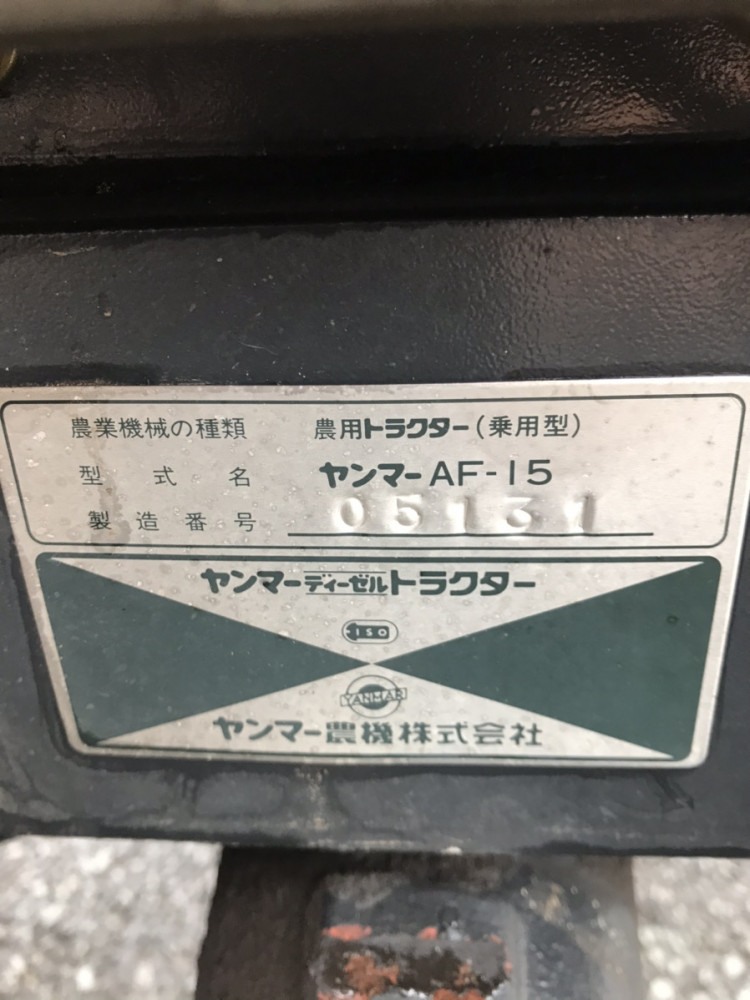 農業機械の種類 農用トラクター(乗用型)
型式名 ヤンマーAF-15
製造番号 05131
ヤンマーディーゼルトラクター
ISO
YANMAR
ヤンマー農機株式会社